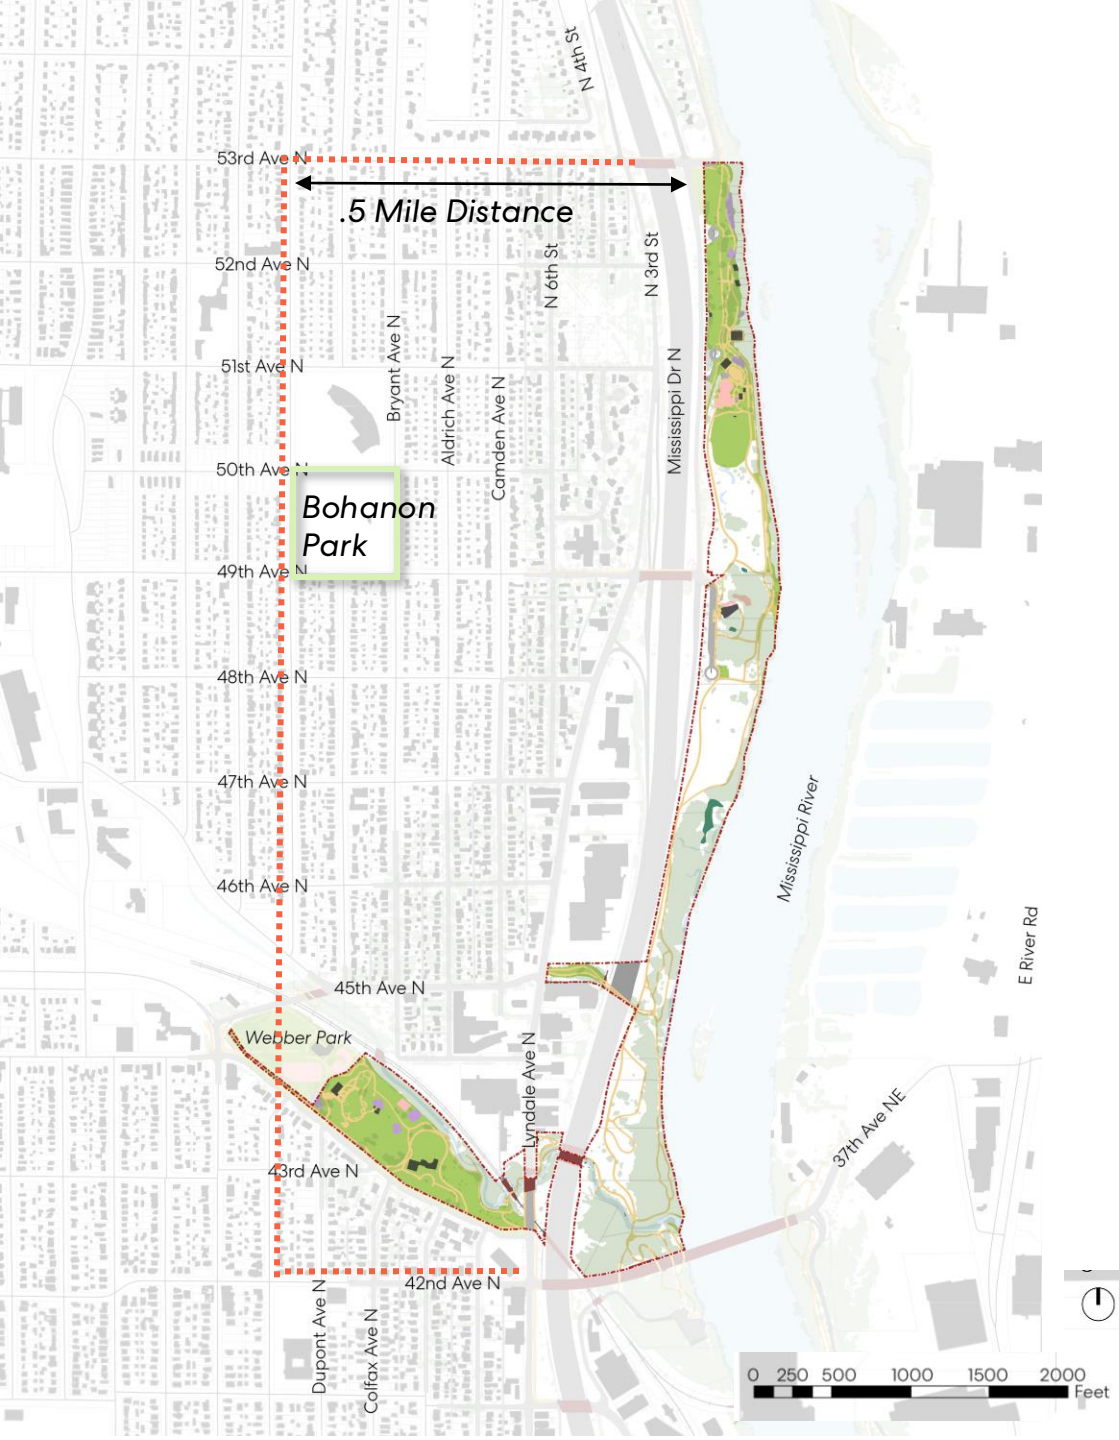 N 4th St
53rd Ave N
.5 Mile Distance
52nd Ave N
N 6th St
N 3rd St
51st Ave N
Bryant Ave N
Aldrich Ave N
Camden Ave N
Mississippi Dr N
50th Ave N
Bohanon
Park
49th Ave N
48th Ave N
47th Ave N
Mississippi River
46th Ave N
E River Rd
45th Ave N
Webber Park
Lyndale Ave N
37th Ave NE
43rd Ave N
42nd Ave N
Dupont Ave N
Colfax Ave N
0 250 500 1000 1500 2000
Feet